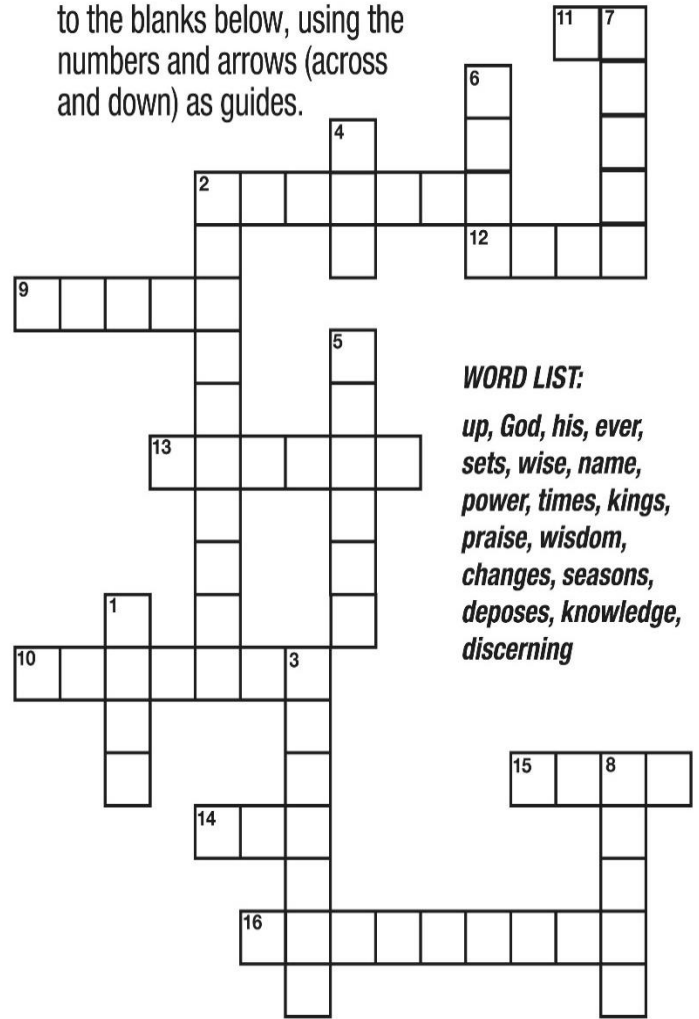 to the blanks below, using the
numbers and arrows (across
and down) as guides.
11 7
6
4
2
12
9
5
13
1
10 3
15 8
14
16
WORD LIST:
up, God, his, ever,
sets, wise, name,
power, times, kings,
praise, wisdom,
changes, seasons,
deposes, knowledge,
discerning